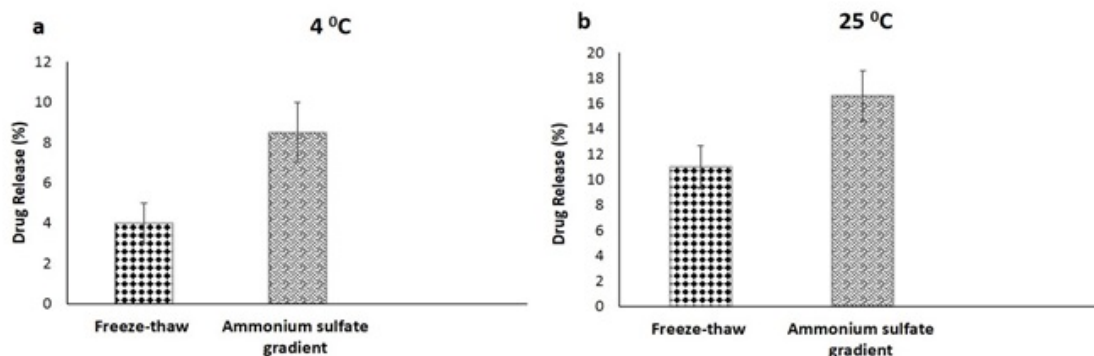 a
4 ⁰C
Drug Release (%)
12
10
8
6
4
2
0
Freeze-thaw
Ammonium sulfate
gradient
b
25 ⁰C
Drug Release (%)
20
18
16
14
12
10
8
6
4
2
0
Freeze-thaw
Ammonium sulfate
gradient